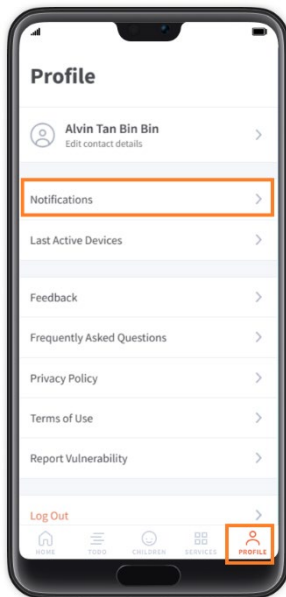 Profile
Alvin Tan Bin Bin
Edit contact details
Notifications
Last Active Devices
Feedback
Frequently Asked Questions
Privacy Policy
Terms of Use
Report Vulnerability
Log Out
HOME TODO CHILDREN SERVICES PROFILE